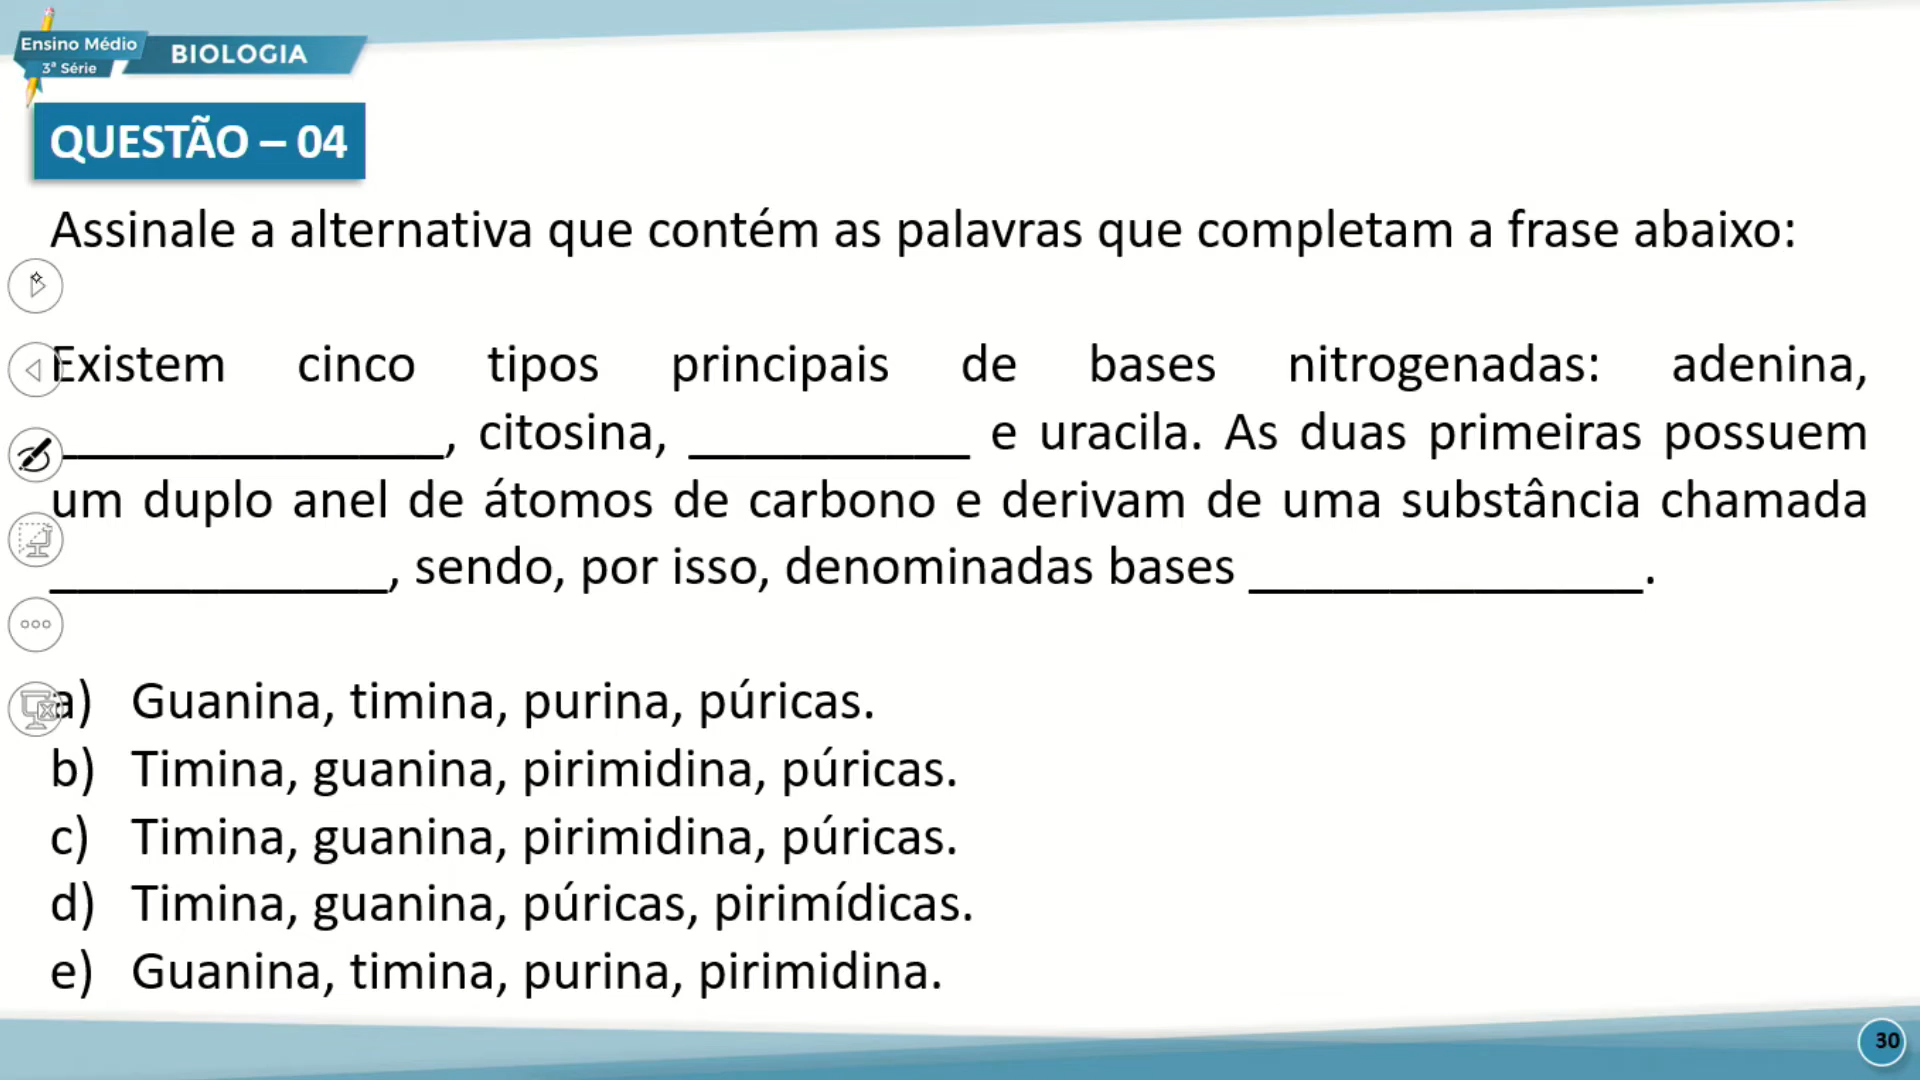 Ensino Médio
3ª Série
BIOLOGIA
QUESTÃO – 04
Assinale a alternativa que contém as palavras que completam a frase abaixo:
Existem cinco tipos principais de bases nitrogenadas: adenina,
______________, citosina, __________ e uracila. As duas primeiras possuem
um duplo anel de átomos de carbono e derivam de uma substância chamada
____________, sendo, por isso, denominadas bases ______________.
a) Guanina, timina, purina, púricas.
b) Timina, guanina, pirimidina, púricas.
c) Timina, guanina, pirimidina, púricas.
d) Timina, guanina, púricas, pirimídicas.
e) Guanina, timina, purina, pirimidina.
30